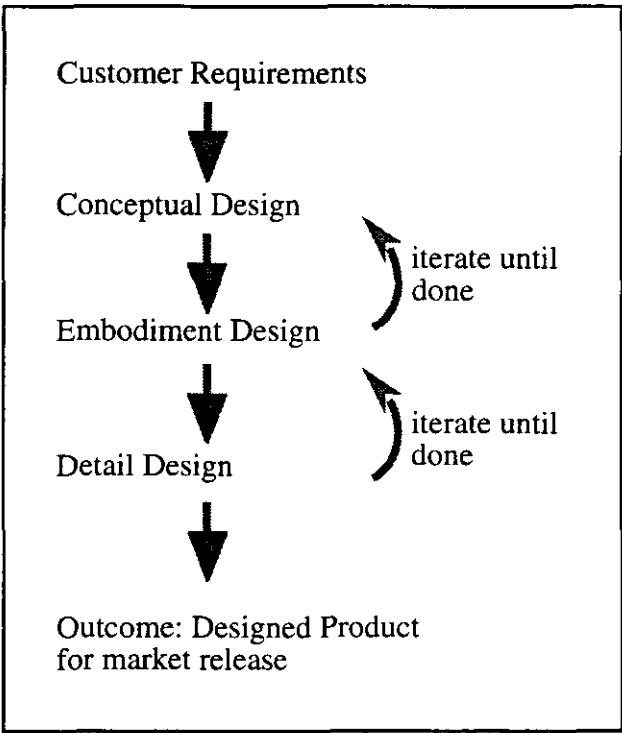 Customer Requirements
Conceptual Design
iterate until
done
Embodiment Design
iterate until
done
Detail Design
Outcome: Designed Product
for market release